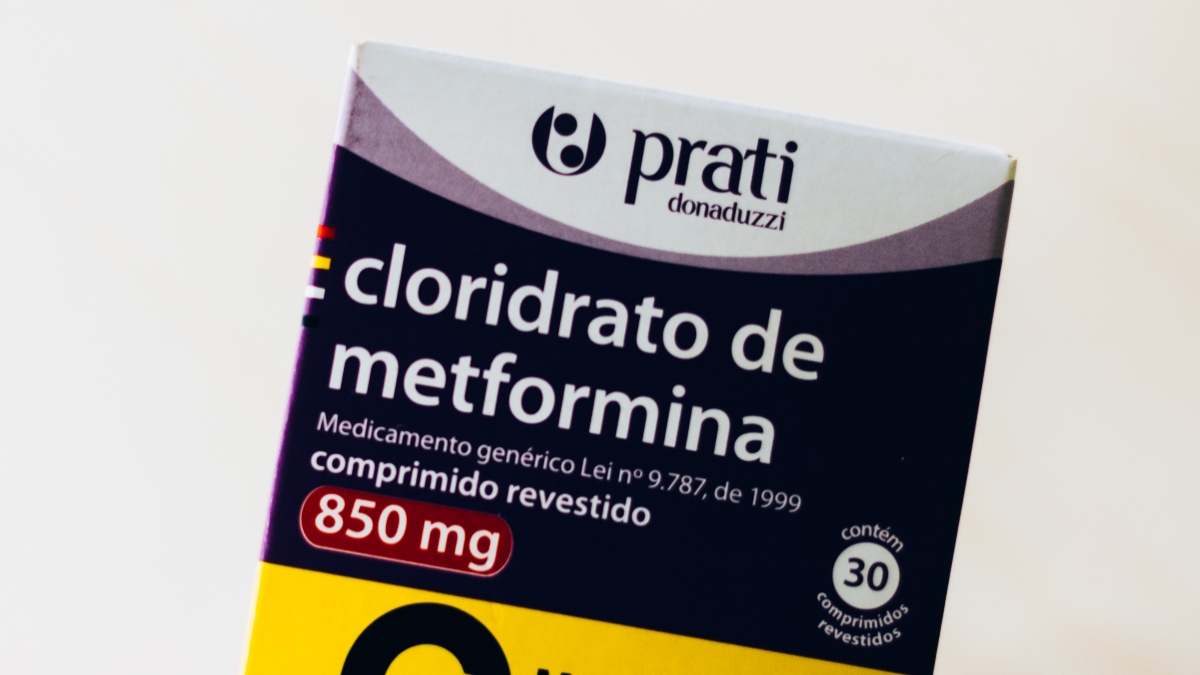 prati
donaduzzi
cloridrato de
metformina
Medicamento genérico Lei nº 9.787, de 1999
comprimido revestido
850 mg
contém
30
comprimidos
revestidos